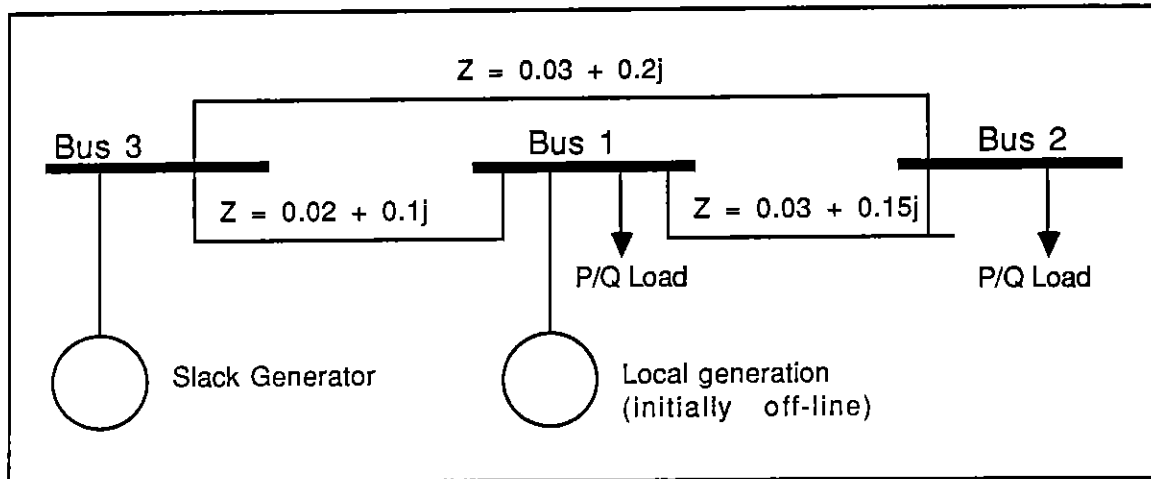 Z = 0.03 + 0.2j
Bus 3
Bus 1
Bus 2
Z = 0.02 + 0.1j
Z = 0.03 + 0.15j
P/Q Load
P/Q Load
Slack Generator
Local generation
(initially off-line)